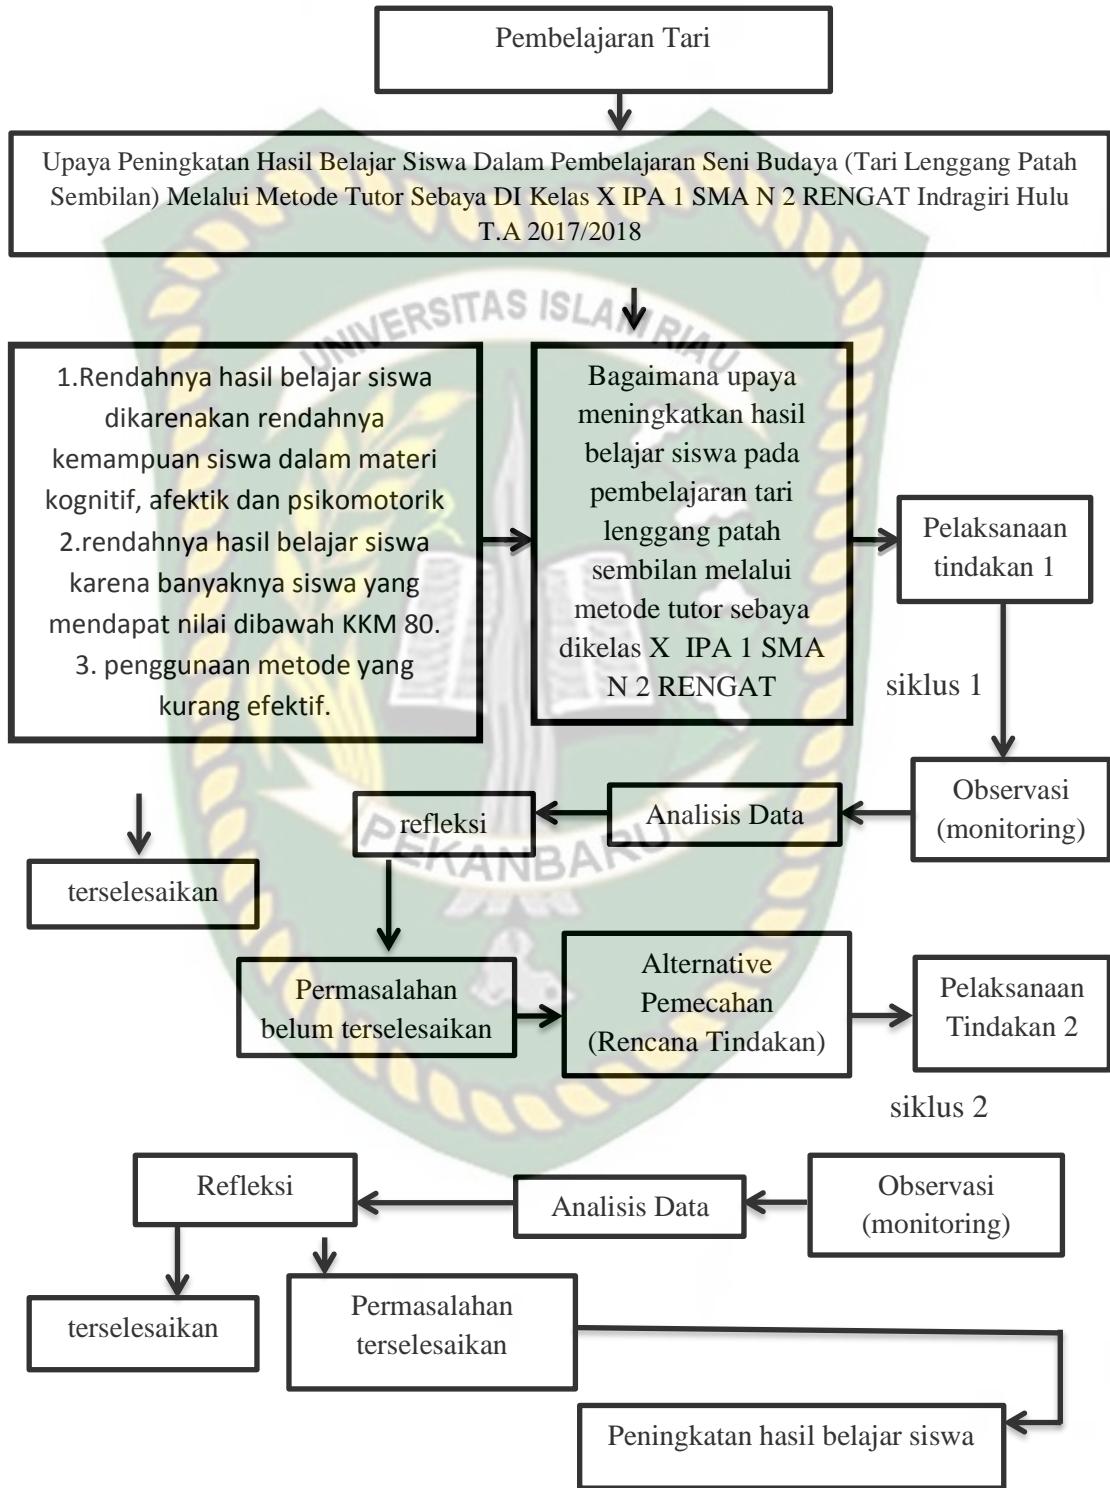 Pembelajaran Tari
Upaya Peningkatan Hasil Belajar Siswa Dalam Pembelajaran Seni Budaya (Tari Lenggang Patah
Sembilan) Melalui Metode Tutor Sebaya DI Kelas X IPA 1 SMA N 2 RENGAT Indragiri Hulu
T.A 2017/2018
UNIVERSITAS ISLAM RIAU
1.Rendahnya hasil belajar siswa
dikarenakan rendahnya
kemampuan siswa dalam materi
kognitif, afektik dan psikomotorik
2.rendahnya hasil belajar siswa
karena banyaknya siswa yang
mendapat nilai dibawah KKM 80.
3. penggunaan metode yang
kurang efektif.
Bagaimana upaya
meningkatkan hasil
belajar siswa pada
pembelajaran tari
lenggang patah
sembilan melalui
metode tutor sebaya
dikelas X IPA 1 SMA
N 2 RENGAT
Pelaksanaan
tindakan 1
siklus 1
Observasi
(monitoring)
Analisis Data
refleksi
PEKANBARU
terselesaikan
Permasalahan
belum terselesaikan
Alternative
Pemecahan
(Rencana Tindakan)
Pelaksanaan
Tindakan 2
siklus 2
Observasi
(monitoring)
Analisis Data
Refleksi
terselesaikan
Permasalahan
terselesaikan
Peningkatan hasil belajar siswa